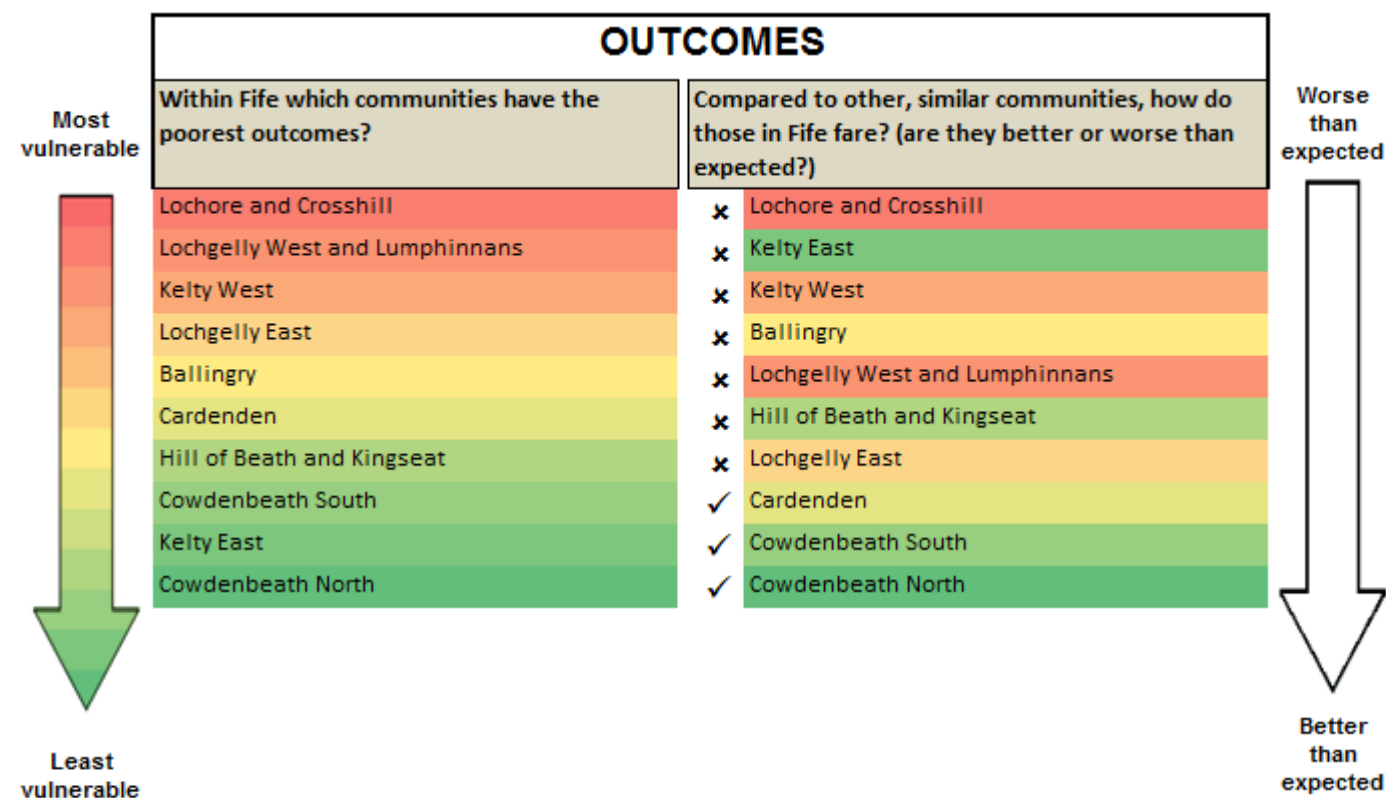 OUTCOMES
Most
vulnerable
Within Fife which communities have the
poorest outcomes?
Compared to other, similar communities, how do
those in Fife fare? (are they better or worse than
expected?)
Worse
than
expected
Lochore and Crosshill
Lochgelly West and Lumphinnans
Kelty West
Lochgelly East
Ballingry
Cardenden
Hill of Beath and Kingseat
Cowdenbeath South
Kelty East
Cowdenbeath North
✘ Lochore and Crosshill
✘ Kelty East
✘ Kelty West
✘ Ballingry
✘ Lochgelly West and Lumphinnans
✘ Hill of Beath and Kingseat
✘ Lochgelly East
✓ Cardenden
✓ Cowdenbeath South
✓ Cowdenbeath North
Least
vulnerable
Better
than
expected